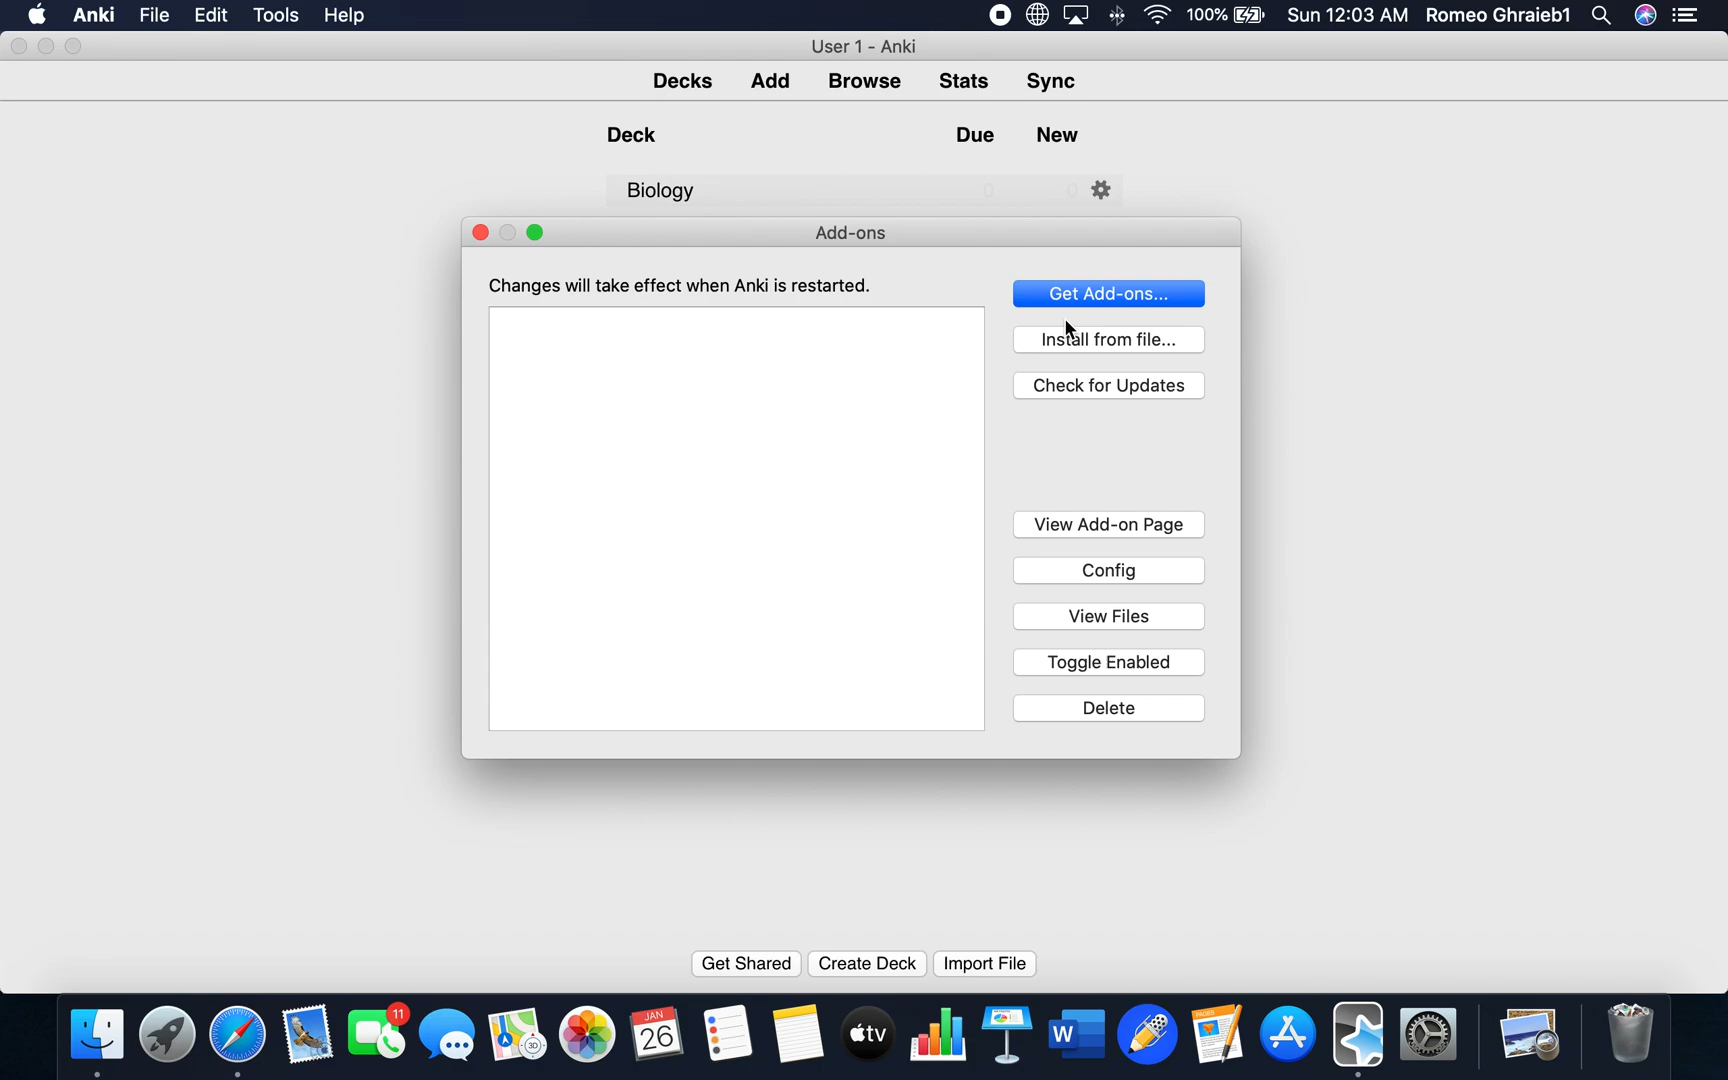 Anki File Edit Tools Help 100% Sun 12:03 AM Romeo Ghraieb1
User 1 - Anki
Decks Add Browse Stats Sync
Deck Due New
Biology 0 0
Add-ons
Changes will take effect when Anki is restarted.
Get Add-ons...
Install from file...
Check for Updates
View Add-on Page
Config
View Files
Toggle Enabled
Delete
Get Shared Create Deck Import File
11
3D
JAN
26
tv
W
PAGES